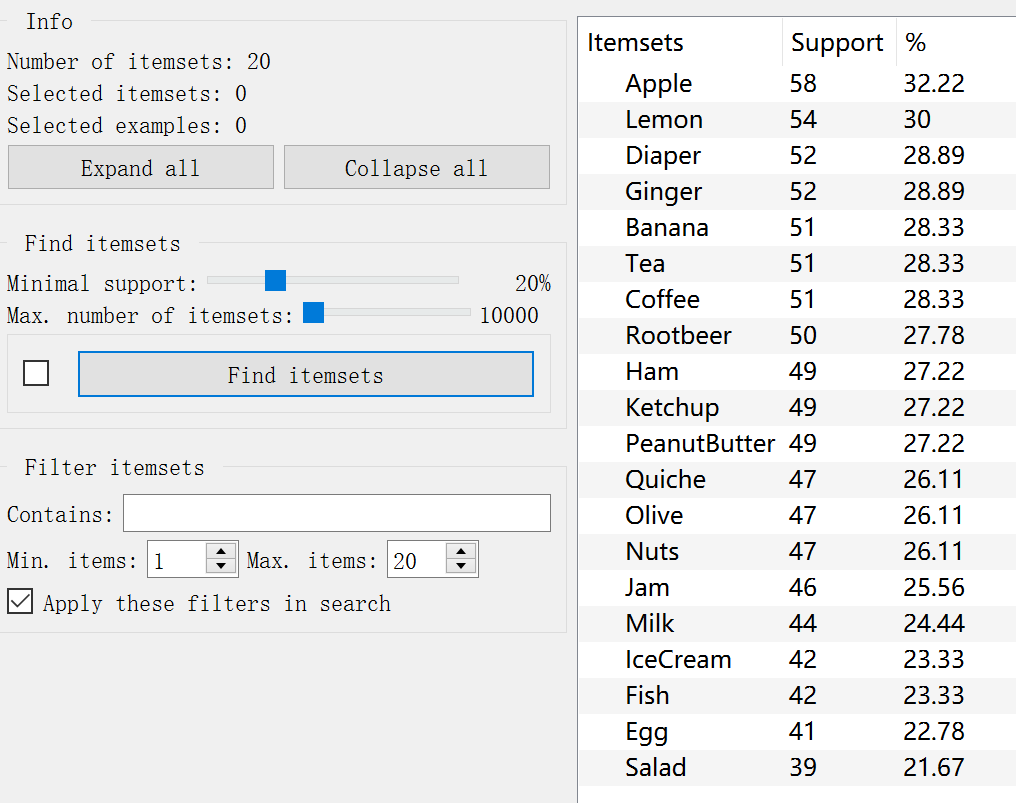 Info
Number of itemsets: 20
Selected itemsets: 0
Selected examples: 0
Expand all
Collapse all
Find itemsets
Minimal support: 20%
Max. number of itemsets: 10000
Find itemsets
Filter itemsets
Contains:
Min. items: 1 Max. items: 20
Apply these filters in search
Itemsets Support %
Apple 58 32.22
Lemon 54 30
Diaper 52 28.89
Ginger 52 28.89
Banana 51 28.33
Tea 51 28.33
Coffee 51 28.33
Rootbeer 50 27.78
Ham 49 27.22
Ketchup 49 27.22
PeanutButter 49 27.22
Quiche 47 26.11
Olive 47 26.11
Nuts 47 26.11
Jam 46 25.56
Milk 44 24.44
IceCream 42 23.33
Fish 42 23.33
Egg 41 22.78
Salad 39 21.67